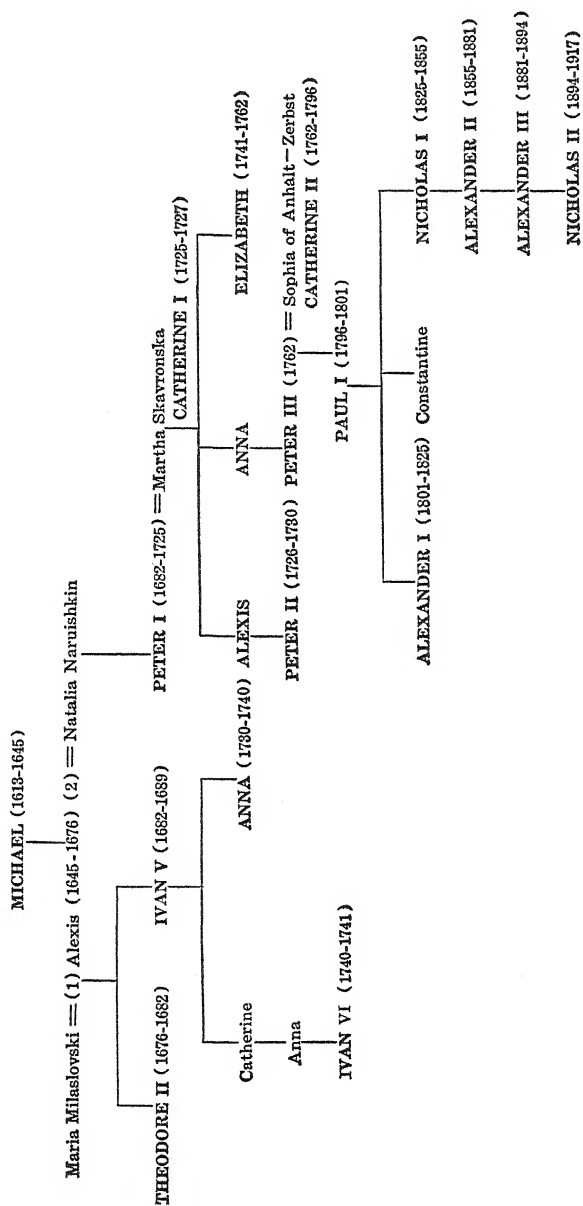 MICHAEL (1613-1645)
Maria Milaslovski == (1) Alexis (1645-1676) (2) == Natalia Naruishkin
THEODORE II (1676-1682)
IVAN V (1682-1689)
PETER I (1682-1725) == Martha Skavronska
CATHERINE I (1725-1727)
Catherine
ANNA (1730-1740)
ALEXIS
ANNA
ELIZABETH (1741-1762)
Anna
PETER II (1726-1730)
PETER III (1762) == Sophia of Anhalt-Zerbst
CATHERINE II (1762-1796)
IVAN VI (1740-1741)
PAUL I (1796-1801)
ALEXANDER I (1801-1825)
Constantine
NICHOLAS I (1825-1855)
ALEXANDER II (1855-1881)
ALEXANDER III (1881-1894)
NICHOLAS II (1894-1917)